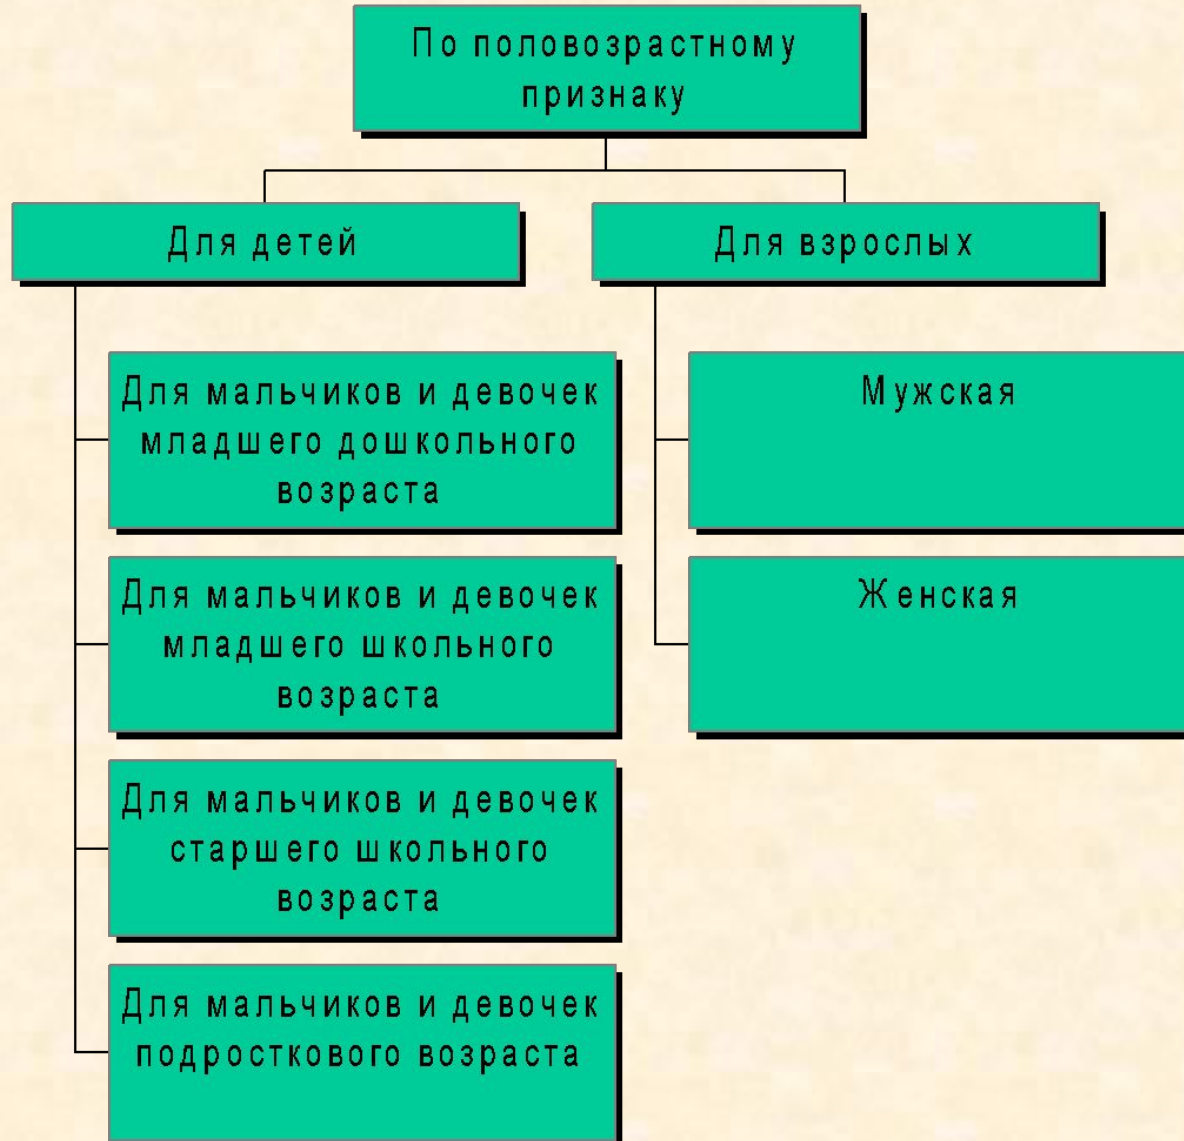 По половозрастному
признаку
Для детей
Для взрослых
Для мальчиков и девочек
младшего дошкольного
возраста
Мужская
Для мальчиков и девочек
младшего школьного
возраста
Женская
Для мальчиков и девочек
старшего школьного
возраста
Для мальчиков и девочек
подросткового возраста